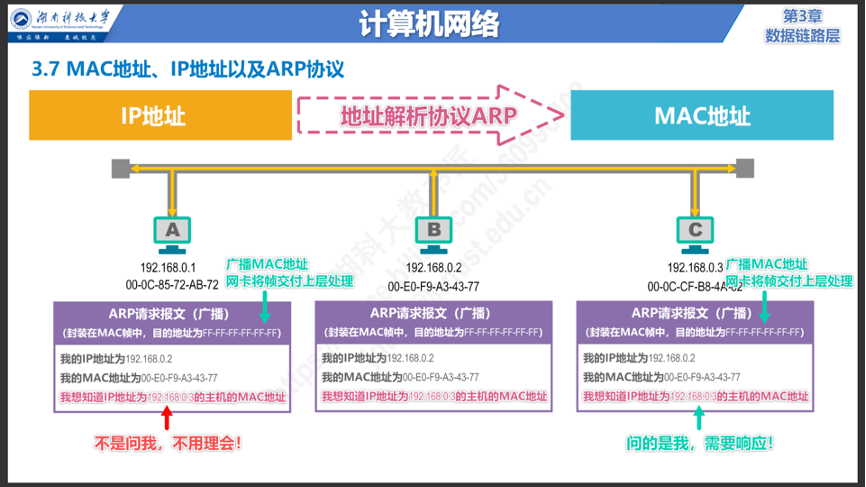 湖南科技大学
Hunan University of Science and Technology
唯实惟新 至诚致志
计算机网络
第3章
数据链路层
3.7 MAC地址、IP地址以及ARP协议
IP地址
地址解析协议ARP
MAC地址
A
B
C
192.168.0.1
00-0C-85-72-AB-72
广播MAC地址
网卡将帧交付上层处理
192.168.0.2
00-E0-F9-A3-43-77
192.168.0.3
00-0C-CF-B8-4A-82
广播MAC地址
网卡将帧交付上层处理
ARP请求报文（广播）
（封装在MAC帧中，目的地址为FF-FF-FF-FF-FF-FF）
我的IP地址为192.168.0.2
我的MAC地址为00-E0-F9-A3-43-77
我想知道IP地址为192.168.0.3的主机的MAC地址
不是问我，不用理会！
ARP请求报文（广播）
（封装在MAC帧中，目的地址为FF-FF-FF-FF-FF-FF）
我的IP地址为192.168.0.2
我的MAC地址为00-E0-F9-A3-43-77
我想知道IP地址为192.168.0.3的主机的MAC地址
ARP请求报文（广播）
（封装在MAC帧中，目的地址为FF-FF-FF-FF-FF-FF）
我的IP地址为192.168.0.2
我的MAC地址为00-E0-F9-A3-43-77
我想知道IP地址为192.168.0.3的主机的MAC地址
问的是我，需要响应！